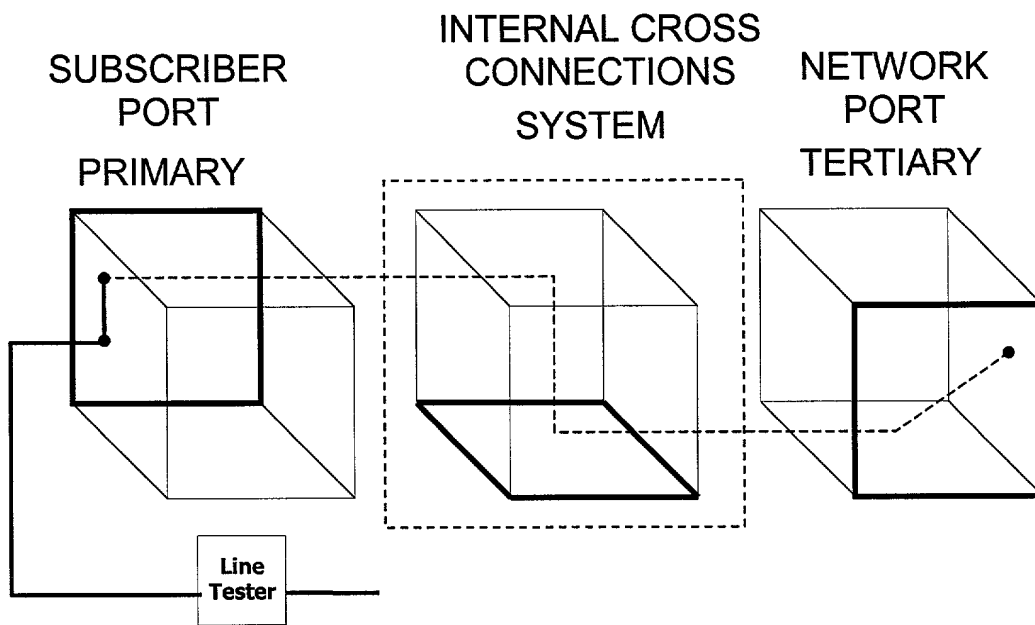 SUBSCRIBER
PORT
PRIMARY
INTERNAL CROSS
CONNECTIONS
SYSTEM
NETWORK
PORT
TERTIARY
Line
Tester